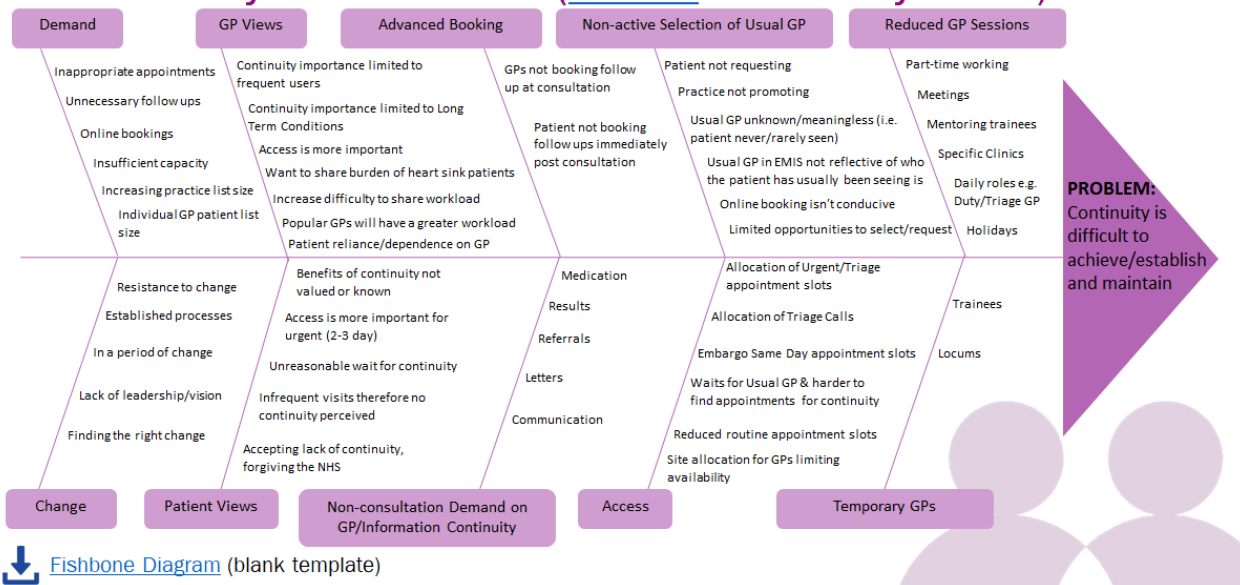 Demand
GP Views
Advanced Booking
Non-active Selection of Usual GP
Reduced GP Sessions
Inappropriate appointments
Unnecessary follow ups
Online bookings
Insufficient capacity
Increasing practice list size
Individual GP patient list
size
Continuity importance limited to
frequent users
Continuity importance limited to Long
Term Conditions
Access is more important
Want to share burden of heart sink patients
Increase difficulty to share workload
Popular GPs will have a greater workload
Patient reliance/dependence on GP
GPs not booking follow
up at consultation
Patient not booking
follow ups immediately
post consultation
Patient not requesting
Practice not promoting
Usual GP unknown/meaningless (i.e.
patient never/rarely seen)
Usual GP in EMIS not reflective of who
the patient has usually been seeing is
Online booking isn't conducive
Limited opportunities to select/request
Part-time working
Meetings
Mentoring trainees
Specific Clinics
Daily roles e.g.
Duty/Triage GP
Holidays
PROBLEM:
Continuity is
difficult to
achieve/establish
and maintain
Resistance to change
Established processes
In a period of change
Lack of leadership/vision
Finding the right change
Benefits of continuity not
valued or known
Access is more important for
urgent (2-3 day)
Unreasonable wait for continuity
Infrequent visits therefore no
continuity perceived
Accepting lack of continuity,
forgiving the NHS
Medication
Results
Referrals
Letters
Communication
Allocation of Urgent/Triage
appointment slots
Allocation of Triage Calls
Embargo Same Day appointment slots
Waits for Usual GP & harder to
find appointments for continuity
Reduced routine appointment slots
Site allocation for GPs limiting
availability
Trainees
Locums
Change
Patient Views
Non-consultation Demand on
GP/Information Continuity
Access
Temporary GPs
Fishbone Diagram (blank template)